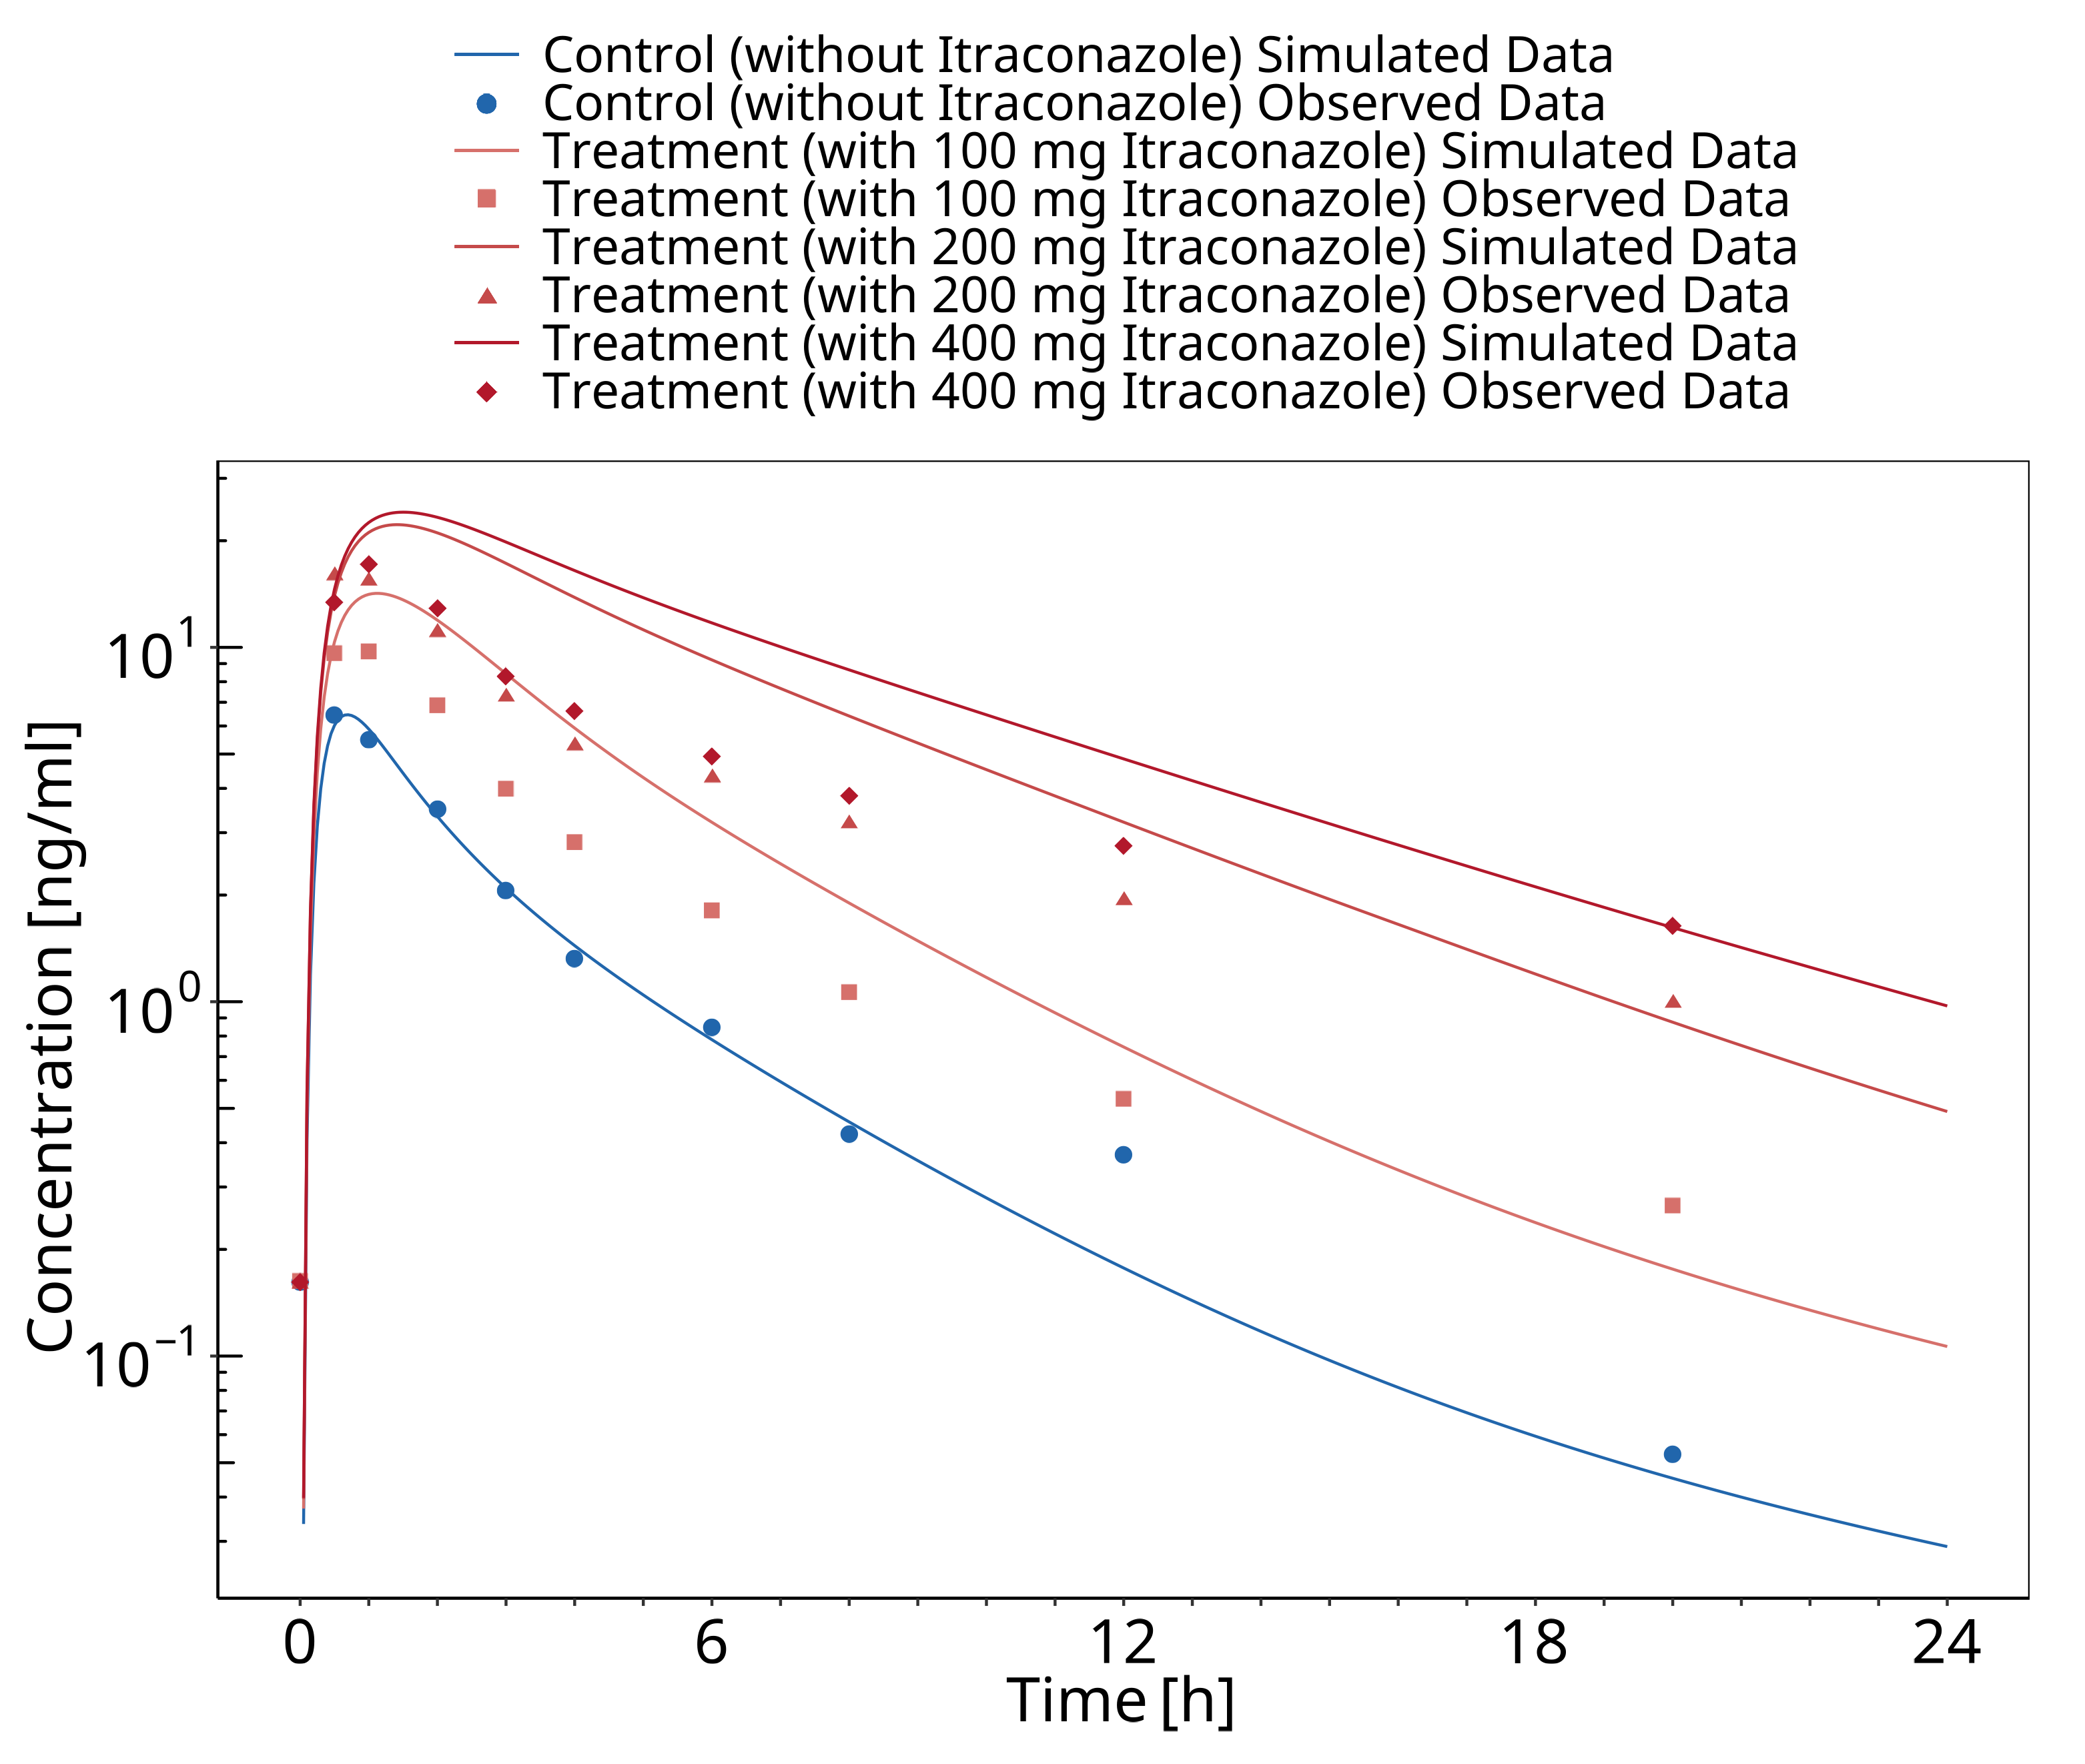 Control (without Itraconazole) Simulated Data
Control (without Itraconazole) Observed Data
Treatment (with 100 mg Itraconazole) Simulated Data
Treatment (with 100 mg Itraconazole) Observed Data
Treatment (with 200 mg Itraconazole) Simulated Data
Treatment (with 200 mg Itraconazole) Observed Data
Treatment (with 400 mg Itraconazole) Simulated Data
Treatment (with 400 mg Itraconazole) Observed Data
Concentration [ng/ml]
10¹
10⁰
10⁻¹
0 6 12 18 24
Time [h]